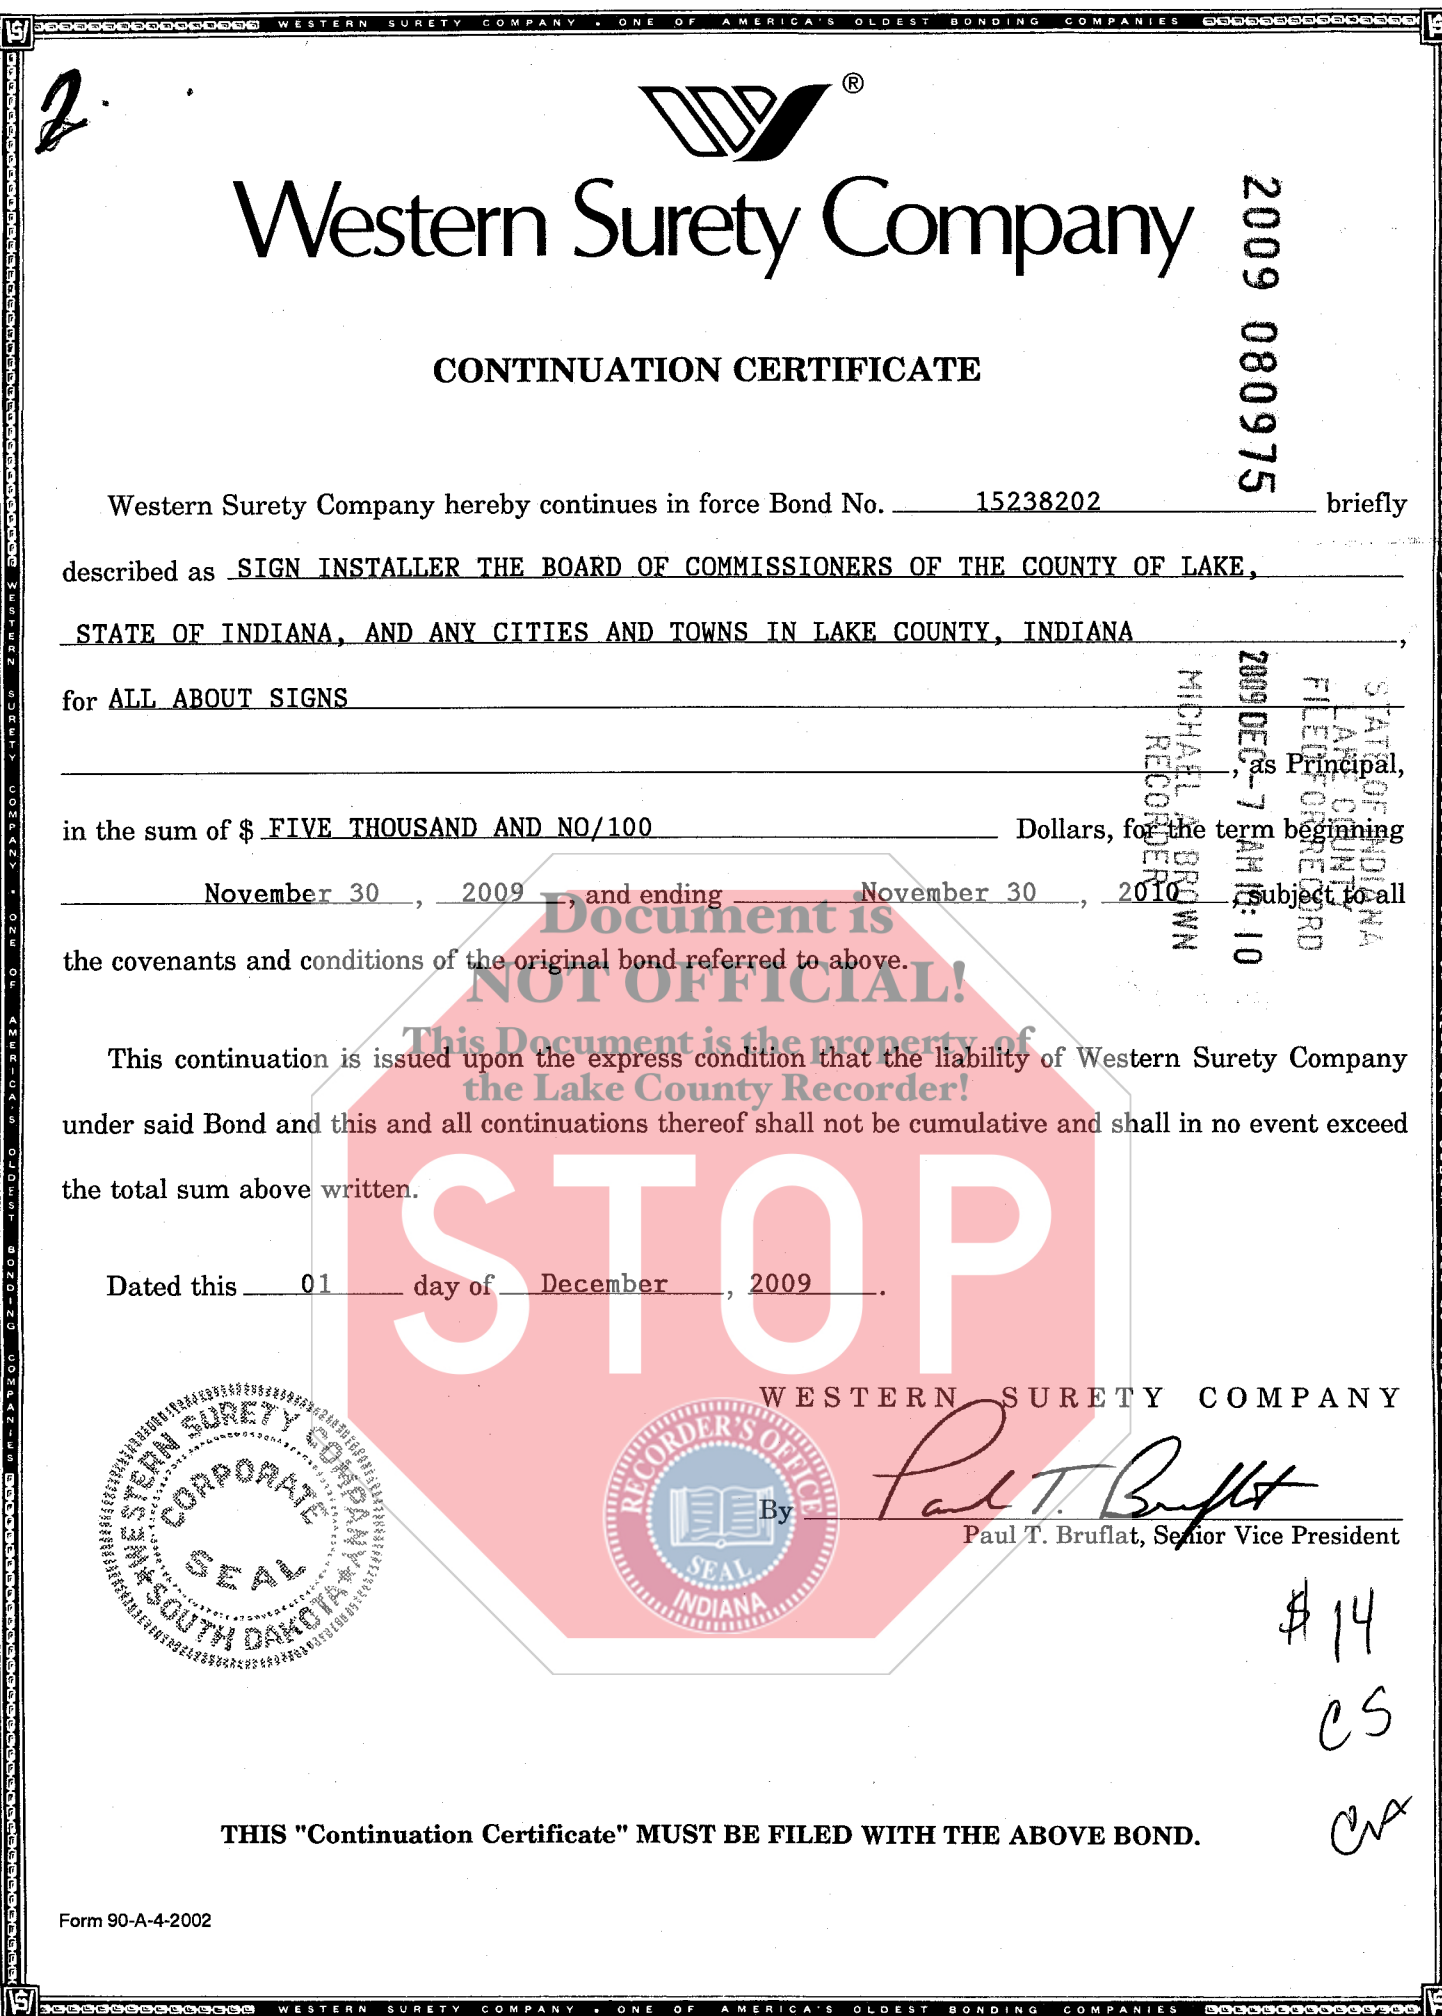 WESTERN SURETY COMPANY • ONE OF AMERICA'S OLDEST BONDING COMPANIES
2.
®
Western Surety Company
2009 080975
CONTINUATION CERTIFICATE
Western Surety Company hereby continues in force Bond No. 15238202 briefly
described as SIGN INSTALLER THE BOARD OF COMMISSIONERS OF THE COUNTY OF LAKE,
STATE OF INDIANA, AND ANY CITIES AND TOWNS IN LAKE COUNTY, INDIANA,
for ALL ABOUT SIGNS
, as Principal,
in the sum of $ FIVE THOUSAND AND NO/100 Dollars, for the term beginning
November 30, 2009, and ending November 30, 2010, subject to all
the covenants and conditions of the original bond referred to above.
STATE OF INDIANA
LAKE COUNTY
FILED FOR RECORD
2009 DEC -7 AM 10:10
MICHAEL A BROWN
RECORDER
Document is
NOT OFFICIAL!
This Document is the property of
the Lake County Recorder!
This continuation is issued upon the express condition that the liability of Western Surety Company
under said Bond and this and all continuations thereof shall not be cumulative and shall in no event exceed
the total sum above written.
STOP
Dated this 01 day of December, 2009.
WESTERN SURETY COMPANY
By Paul T. Bruflat
Paul T. Bruflat, Senior Vice President
WESTERN SURETY COMPANY
CORPORATE
SEAL
SOUTH DAKOTA
RECORDER'S OFFICE
SEAL
INDIANA
$14
CS
THIS "Continuation Certificate" MUST BE FILED WITH THE ABOVE BOND.
Form 90-A-4-2002
WESTERN SURETY COMPANY • ONE OF AMERICA'S OLDEST BONDING COMPANIES